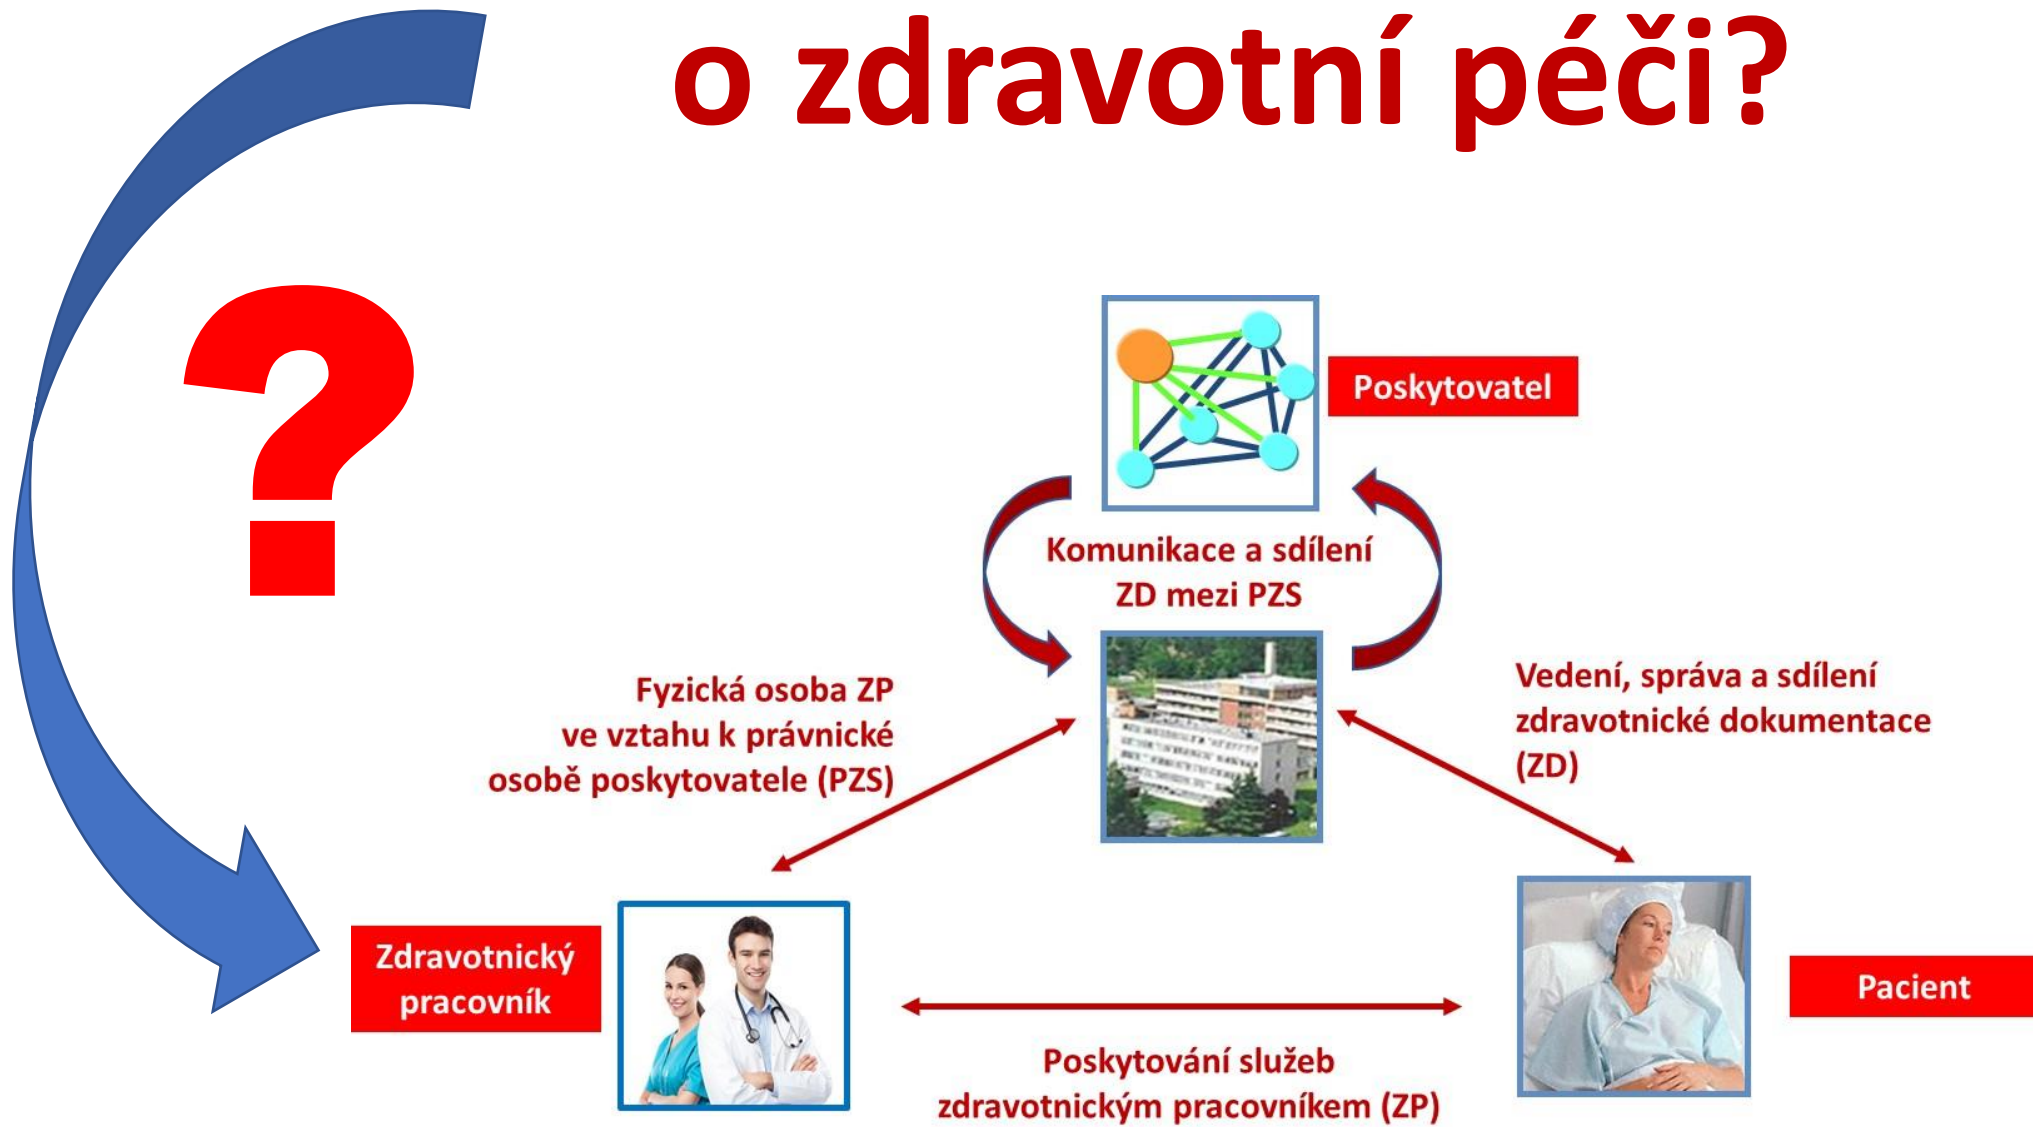 o zdravotní péči?
?
Poskytovatel
Komunikace a sdílení
ZD mezi PZS
Fyzická osoba ZP
ve vztahu k právnické
osobě poskytovatele (PZS)
Vedení, správa a sdílení
zdravotnické dokumentace
(ZD)
Zdravotnický
pracovník
Pacient
Poskytování služeb
zdravotnickým pracovníkem (ZP)